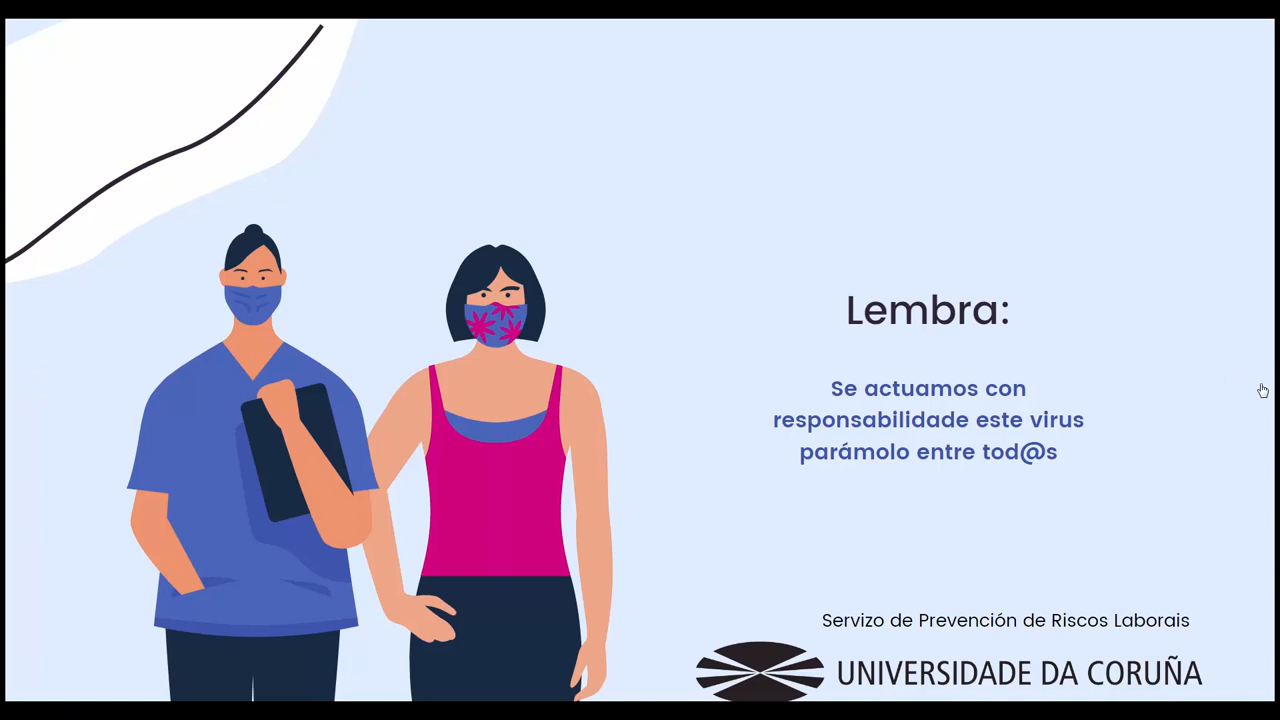 Lembra:
Se actuamos con
responsabilidade este virus
parámolo entre tod@s
Servizo de Prevención de Riscos Laborais
UNIVERSIDADE DA CORUÑA